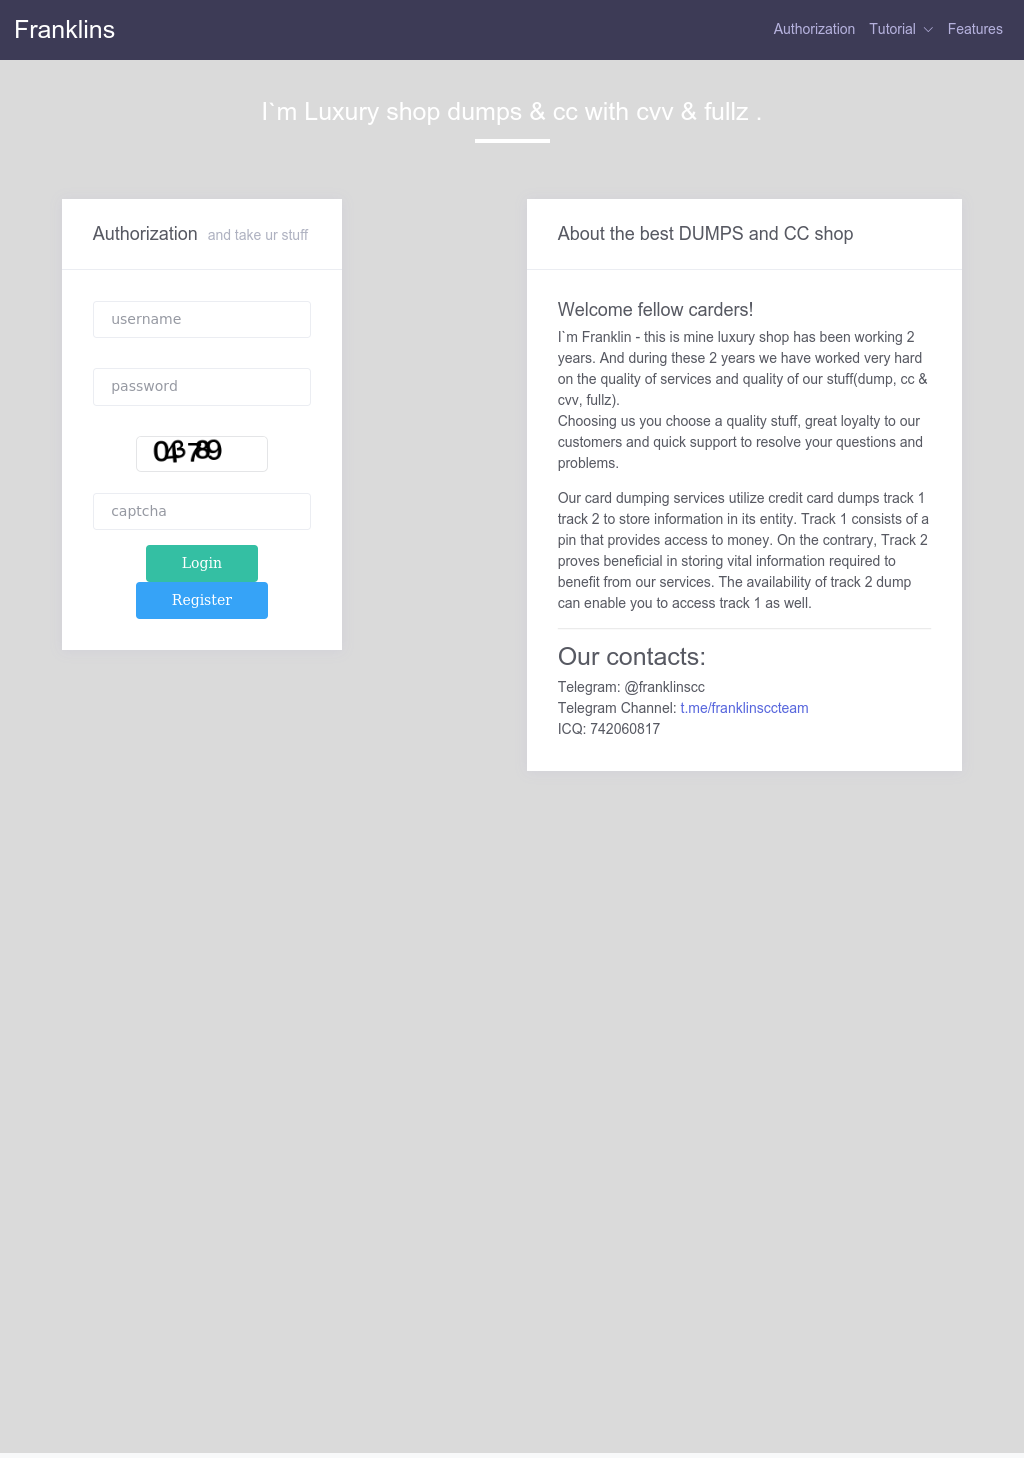 Franklins
Authorization
Tutorial
Features
I`m Luxury shop dumps & cc with cvv & fullz .
Authorization and take ur stuff
username
password
043789
captcha
Login
Register
About the best DUMPS and CC shop
Welcome fellow carders!
I`m Franklin - this is mine luxury shop has been working 2
years. And during these 2 years we have worked very hard
on the quality of services and quality of our stuff(dump, cc &
cvv, fullz).
Choosing us you choose a quality stuff, great loyalty to our
customers and quick support to resolve your questions and
problems.
Our card dumping services utilize credit card dumps track 1
track 2 to store information in its entity. Track 1 consists of a
pin that provides access to money. On the contrary, Track 2
proves beneficial in storing vital information required to
benefit from our services. The availability of track 2 dump
can enable you to access track 1 as well.
Our contacts:
Telegram: @franklinscc
Telegram Channel: t.me/franklinsccteam
ICQ: 742060817